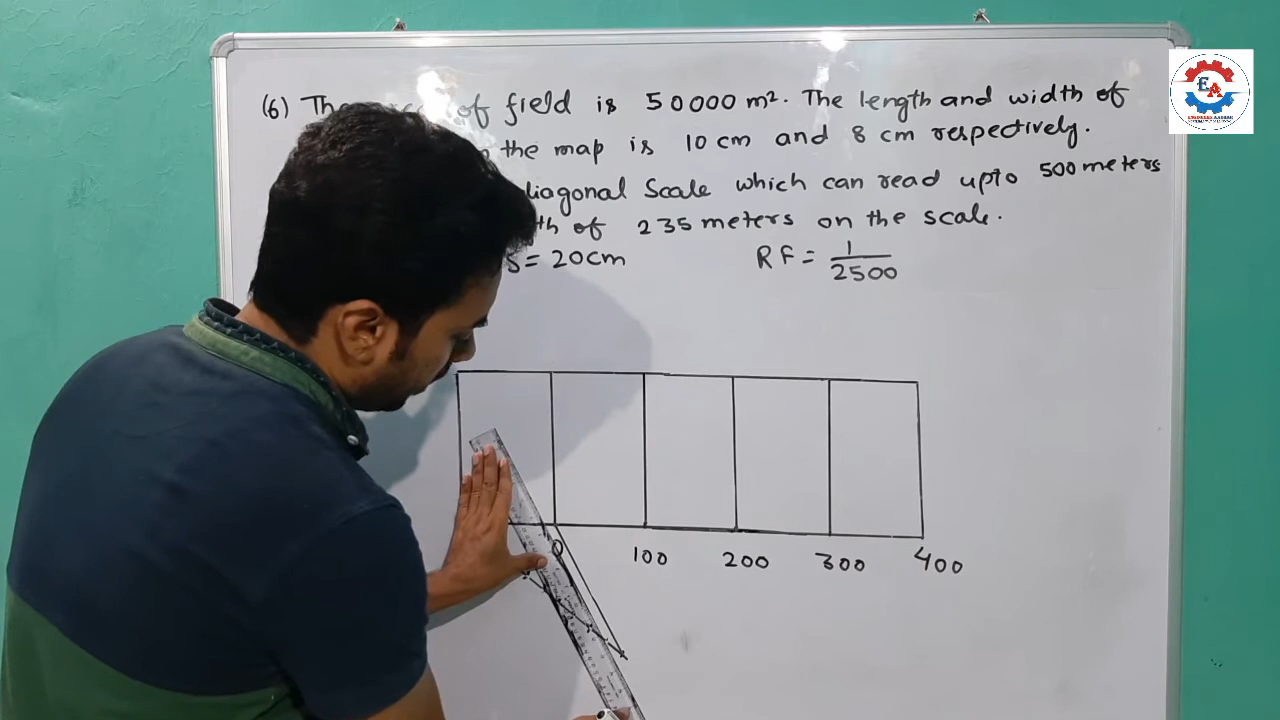 (6) The of field is 50000 m². The length and width of
the map is 10 cm and 8 cm respectively.
diagonal Scale which can read upto 500 meters
of 235 meters on the scale.
= 20cm RF = 1/2500
0 100 200 300 400
EA